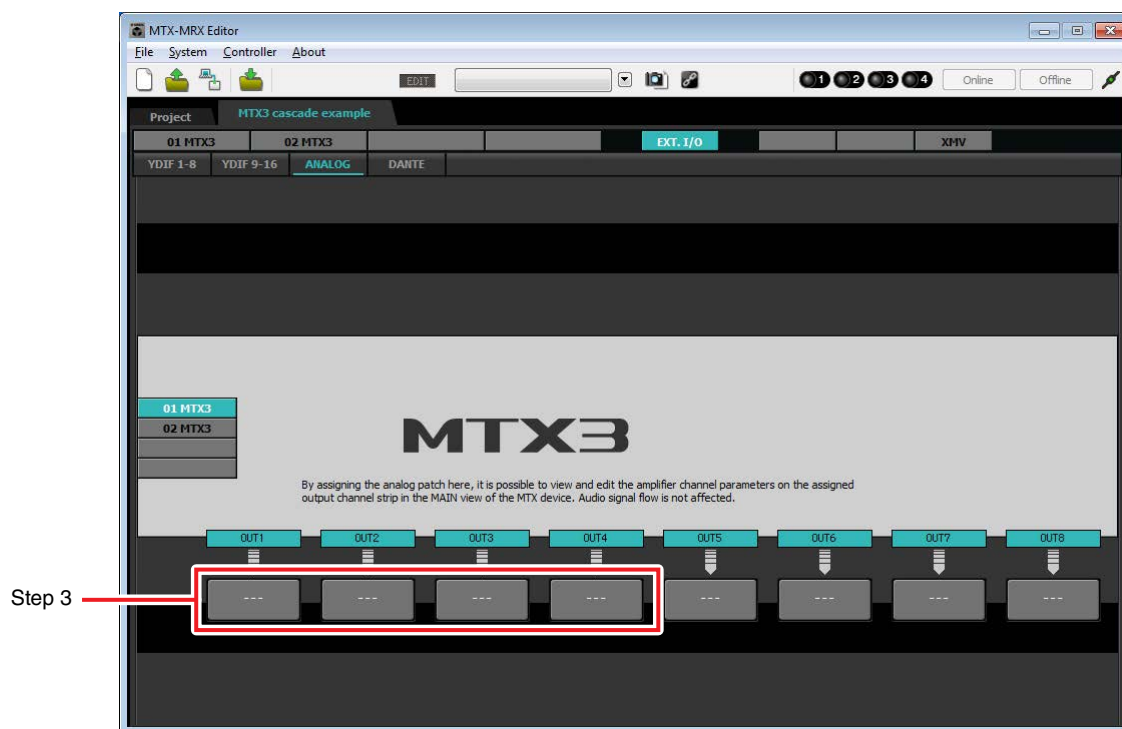 MTX-MRX Editor
File System Controller About
EDIT 1 2 3 4 Online Offline
Project MTX3 cascade example
01 MTX3 02 MTX3 EXT. I/O XMV
YDIF 1-8 YDIF 9-16 ANALOG DANTE
01 MTX3
02 MTX3
MTX3
By assigning the analog patch here, it is possible to view and edit the amplifier channel parameters on the assigned
output channel strip in the MAIN view of the MTX device. Audio signal flow is not affected.
OUT1 OUT2 OUT3 OUT4 OUT5 OUT6 OUT7 OUT8
Step 3
--- --- --- --- --- --- --- ---